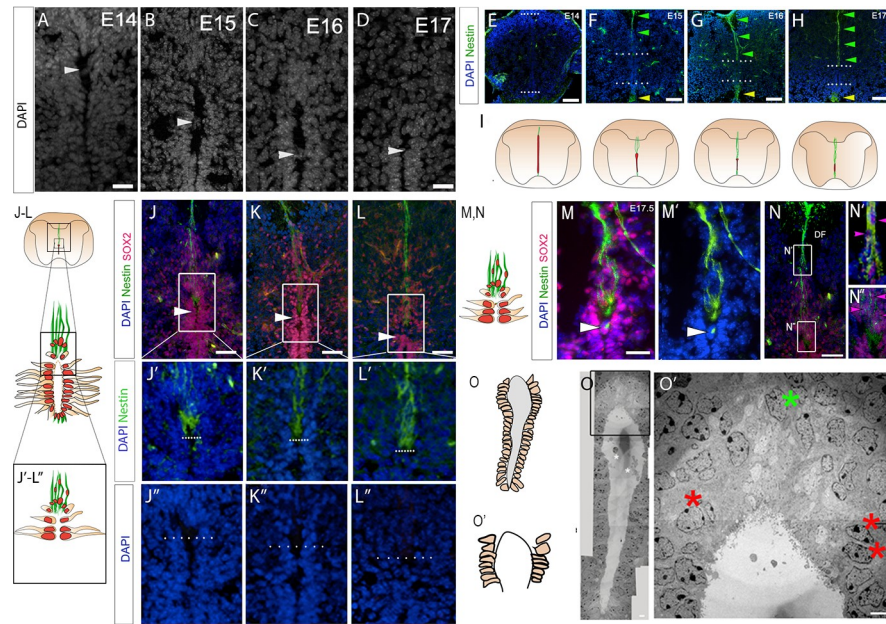 A E14
B E15
C E16
D E17
DAPI
E E14
F E15
G E16
H E17
DAPI Nestin
I
J-L
J
K
L
DAPI Nestin SOX2
M,N
M E17.5
M'
N DF
N'
N''
N'
N"
DAPI Nestin SOX2
J'
K'
L'
DAPI Nestin
J'-L''
J''
K''
L''
DAPI
O
O
O'
O'